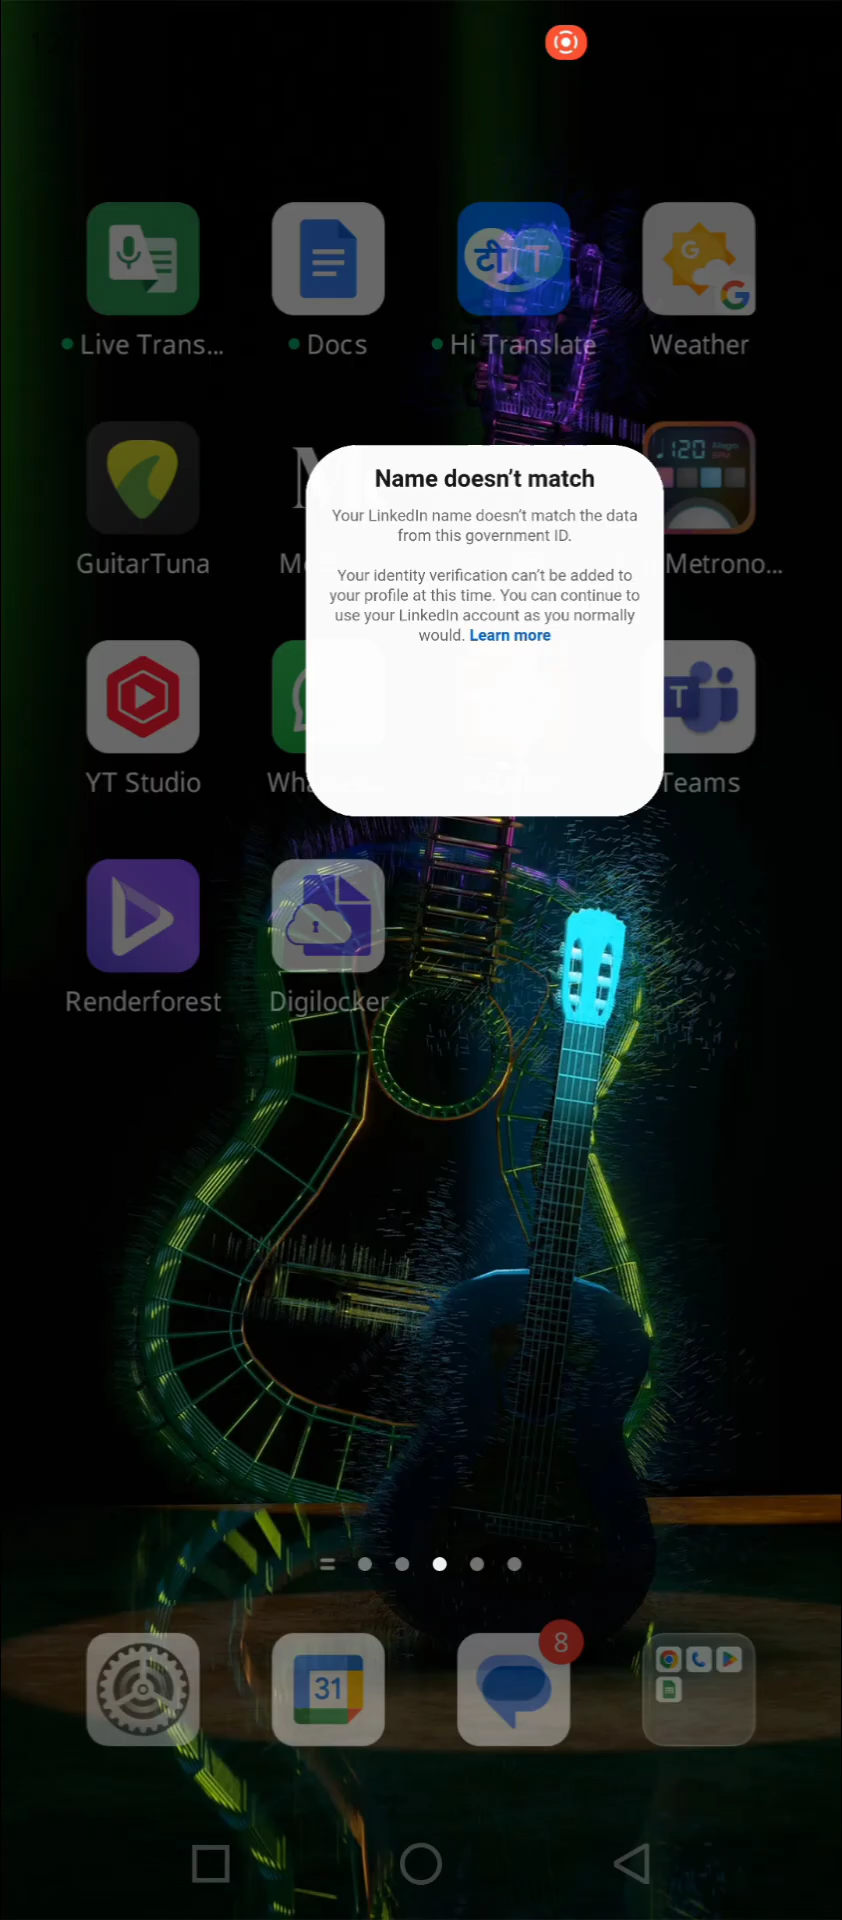 Live Trans...
Docs
टी T
Hi Translate
G
Weather
GuitarTuna
120 Allegro
BPM
Metrono...
Name doesn’t match
Your LinkedIn name doesn’t match the data
from this government ID.
Your identity verification can’t be added to
your profile at this time. You can continue to
use your LinkedIn account as you normally
would. Learn more
YT Studio
T
Teams
Renderforest
Digilocker
31
8